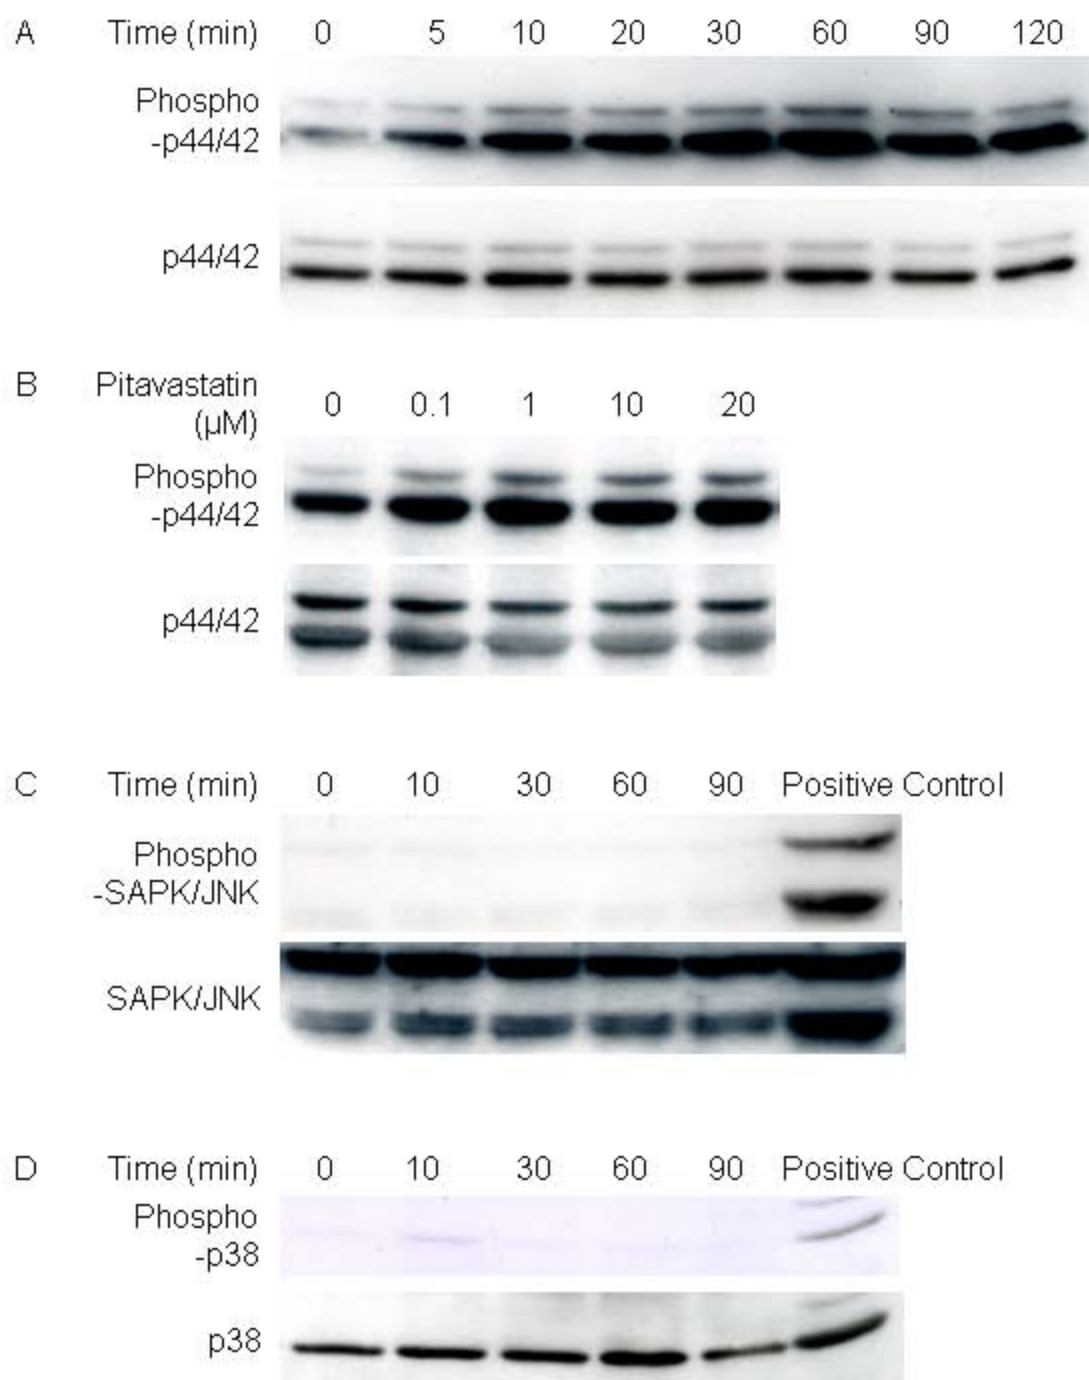 A Time (min) 0 5 10 20 30 60 90 120
Phospho
-p44/42
p44/42
B Pitavastatin
(µM) 0 0.1 1 10 20
Phospho
-p44/42
p44/42
C Time (min) 0 10 30 60 90 Positive Control
Phospho
-SAPK/JNK
SAPK/JNK
D Time (min) 0 10 30 60 90 Positive Control
Phospho
-p38
p38